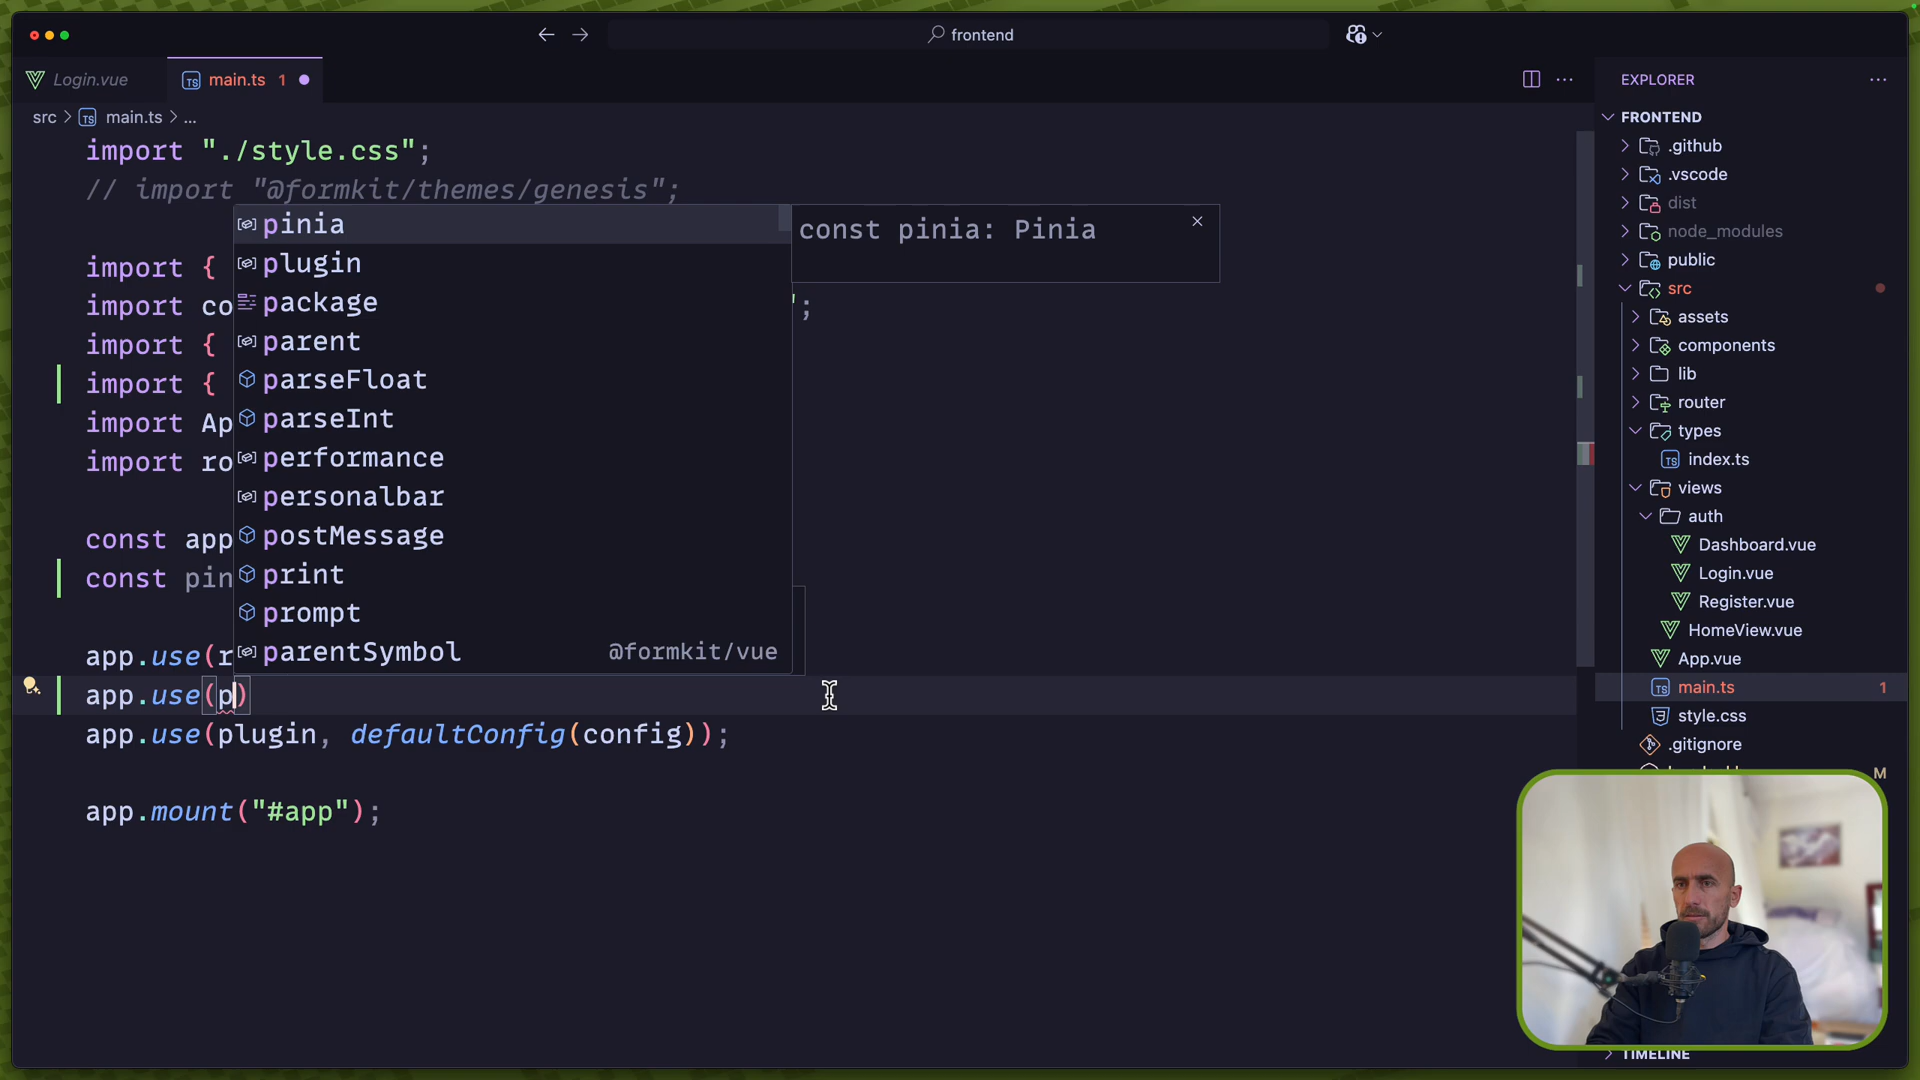 frontend
Login.vue
main.ts 1
EXPLORER
src > main.ts > ...
FRONTEND
.github
.vscode
dist
node_modules
public
src
assets
components
lib
router
types
index.ts
views
auth
Dashboard.vue
Login.vue
Register.vue
HomeView.vue
App.vue
main.ts 1
style.css
.gitignore
M
TIMELINE
import "./style.css";
// import "@formkit/themes/genesis";
import {
import co
";
import {
import {
import Ap
import ro
const app
const pin
app.use(r
app.use(p)
app.use(plugin, defaultConfig(config));
app.mount("#app");
pinia
plugin
package
parent
parseFloat
parseInt
performance
personalbar
postMessage
print
prompt
parentSymbol @formkit/vue
const pinia: Pinia